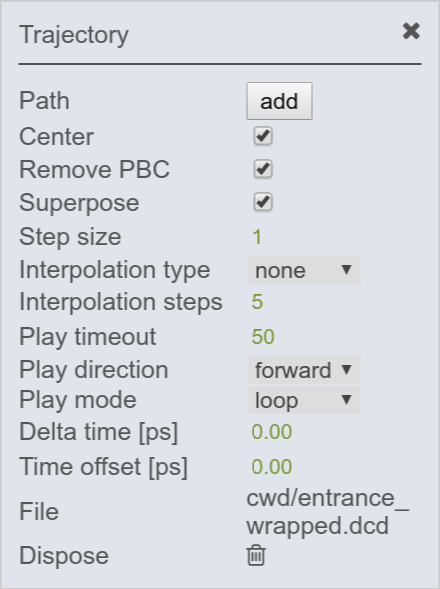 Trajectory
Path add
Center
Remove PBC
Superpose
Step size 1
Interpolation type none
Interpolation steps 5
Play timeout 50
Play direction forward
Play mode loop
Delta time [ps] 0.00
Time offset [ps] 0.00
File cwd/entrance_
wrapped.dcd
Dispose